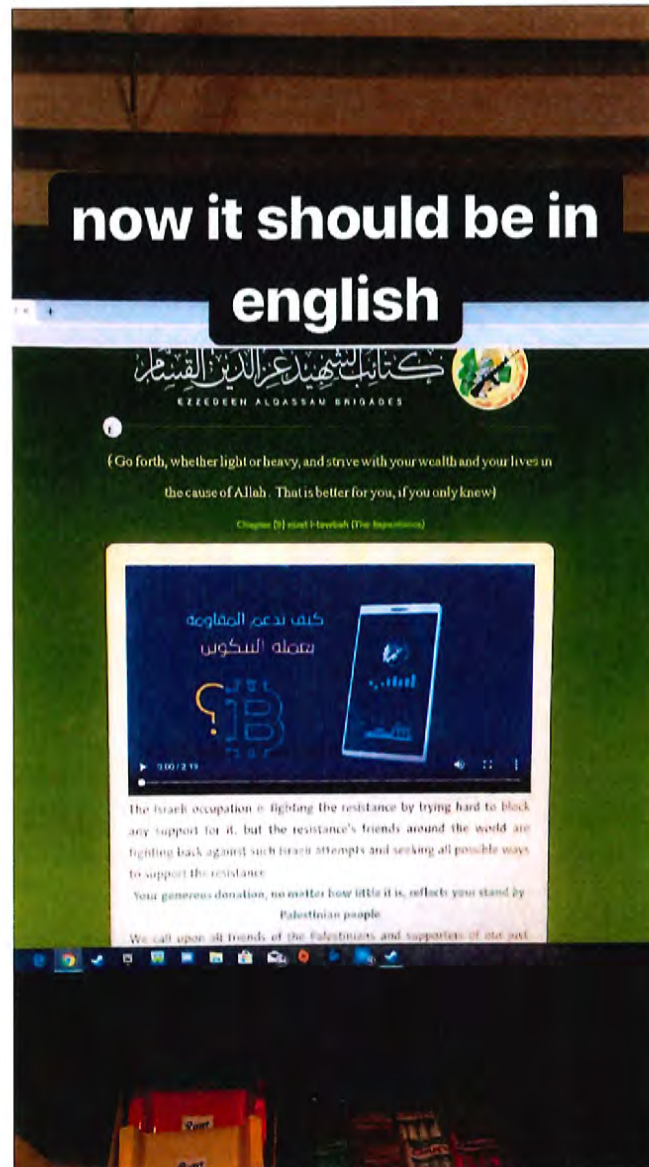 now it should be in
english
كتائب الشهيد عز الدين القسام
EZZEDEEN ALQASSAM BRIGADES
(Go forth, whether light or heavy, and strive with your wealth and your lives in
the cause of Allah. That is better for you, if you only knew)
Chapter (9)
كيف تدعم المقاومة
بعملة البيتكوين
0:00 / 2:19
The Israeli occupation is fighting the resistance by trying hard to block
any support for it, but the resistance's friends around the world are
fighting back against such Israeli attempts and seeking all possible ways
to support the resistance
Your generous donation, no matter how little it is, reflects your stand by
Palestinian people
We call upon all friends of the Palestinians and supporters of our just